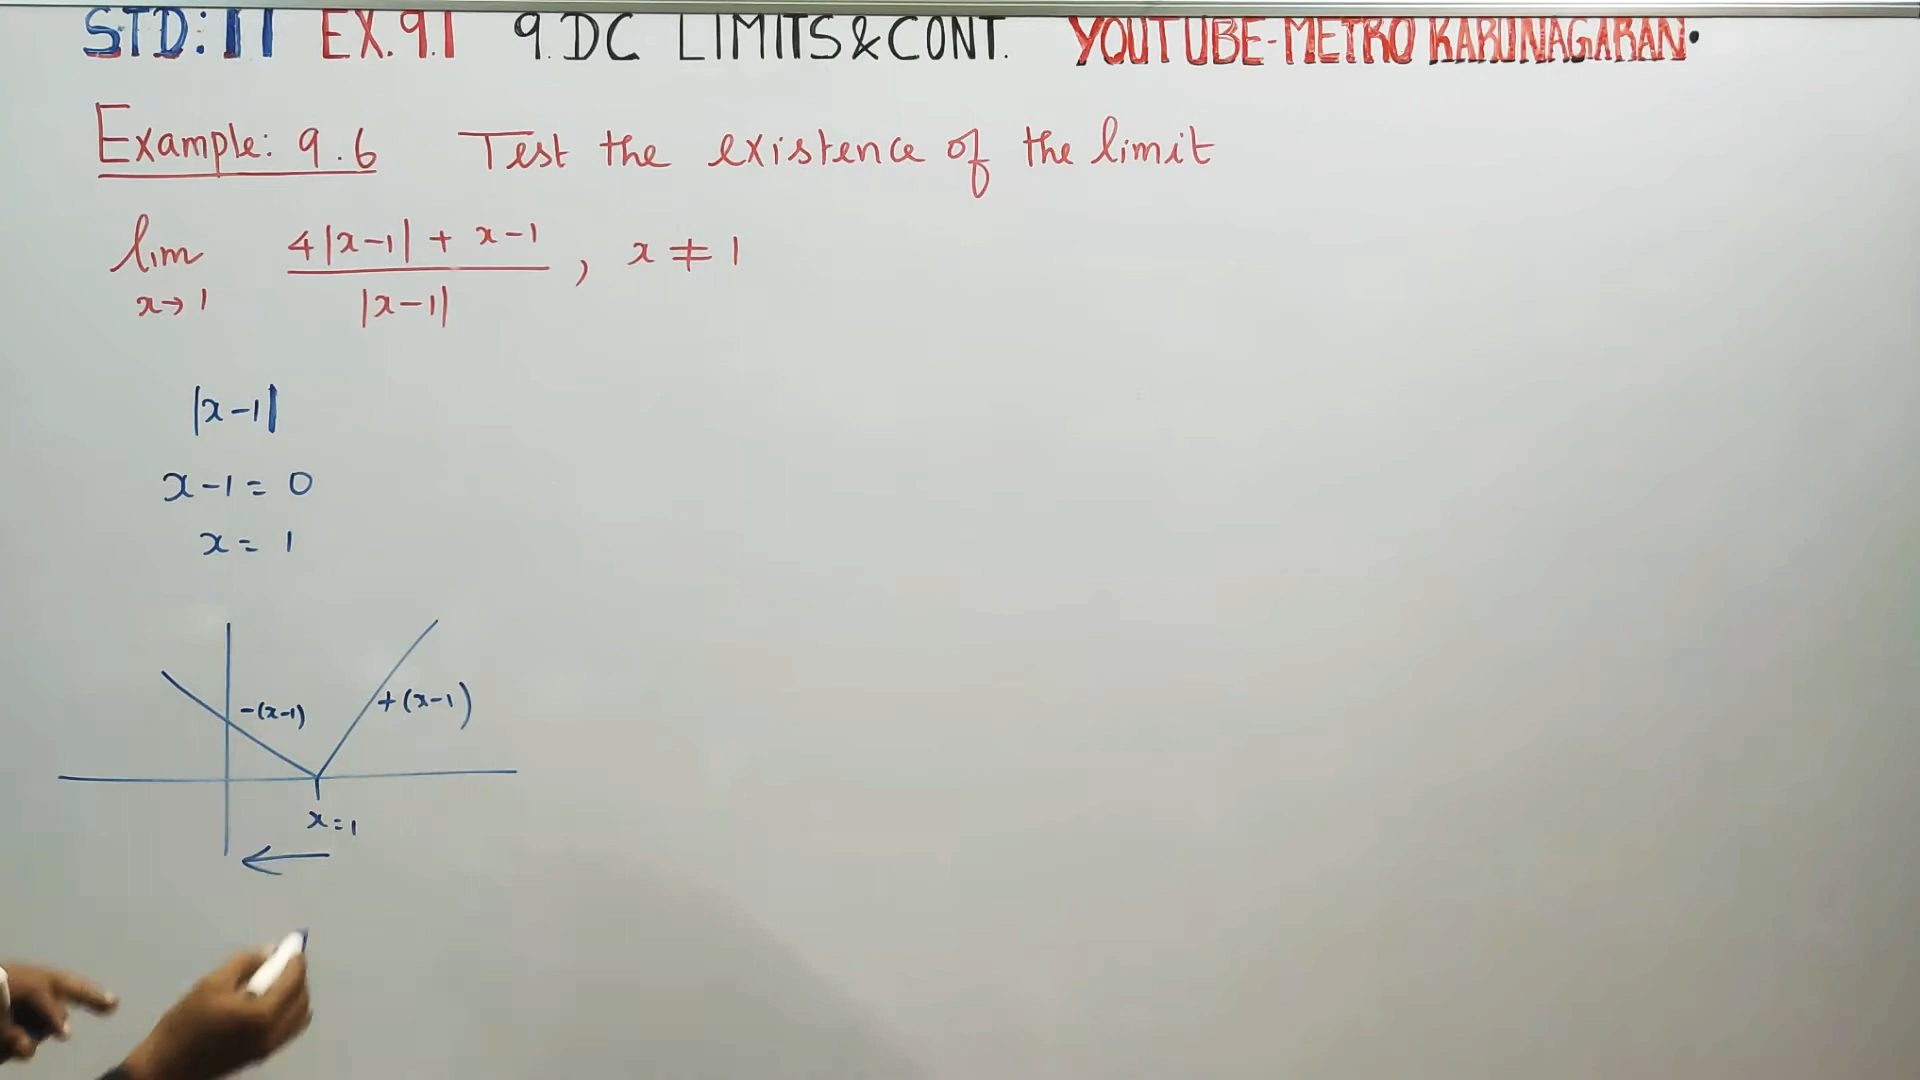 STD: 11 EX.9.1 9.DC LIMITS&CONT. YOUTUBE-METRO KARUNAGARAN.
Example: 9.6 Test the existence of the limit
lim x→1 4|x-1| + x-1 / |x-1| , x ≠ 1
|x-1|
x-1 = 0
x = 1
-(x-1) +(x-1)
x=1